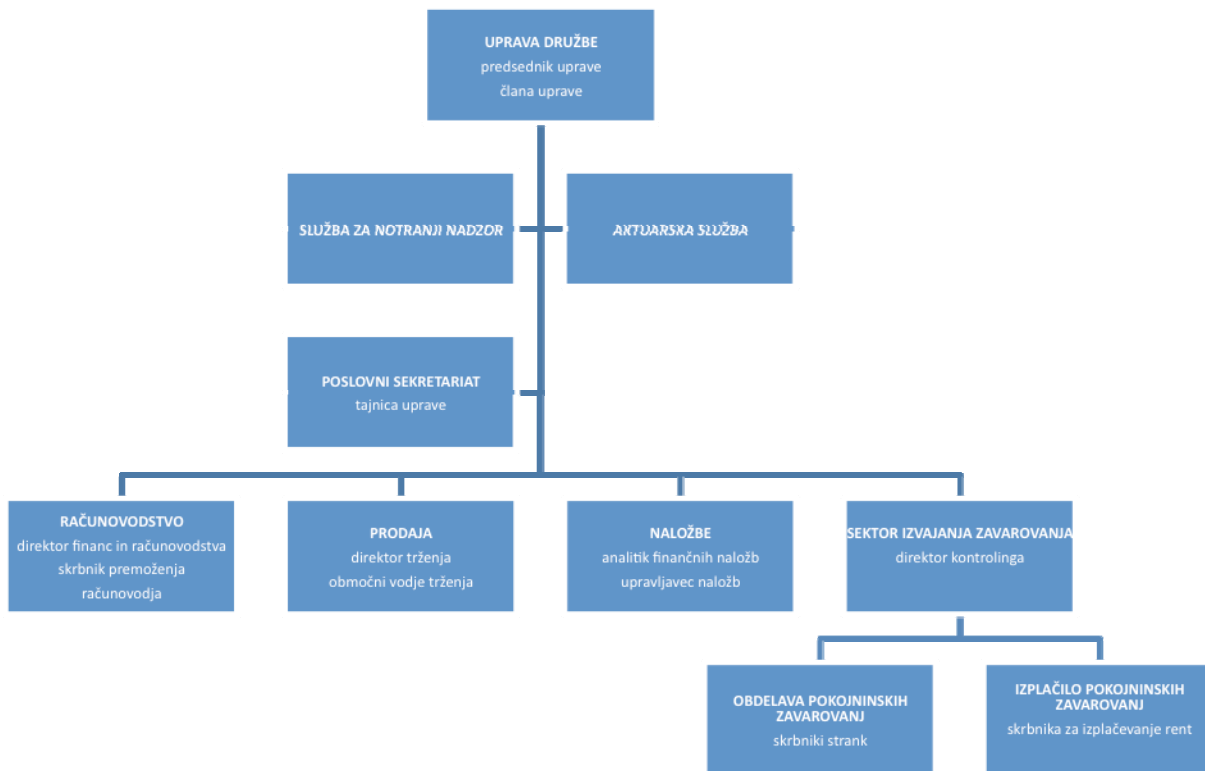 UPRAVA DRUŽBE
predsednik uprave
člana uprave
SLUŽBA ZA NOTRANJI NADZOR
AKTUARSKA SLUŽBA
POSLOVNI SEKRETARIAT
tajnica uprave
RAČUNOVODSTVO
direktor financ in računovodstva
skrbnik premoženja
računovodja
PRODAJA
direktor trženja
območni vodje trženja
NALOŽBE
analitik finančnih naložb
upravljavec naložb
SEKTOR IZVAJANJA ZAVAROVANJA
direktor kontrolinga
OBDELAVA POKOJNINSKIH
ZAVAROVANJ
skrbniki strank
IZPLAČILO POKOJNINSKIH
ZAVAROVANJ
skrbnika za izplačevanje rent